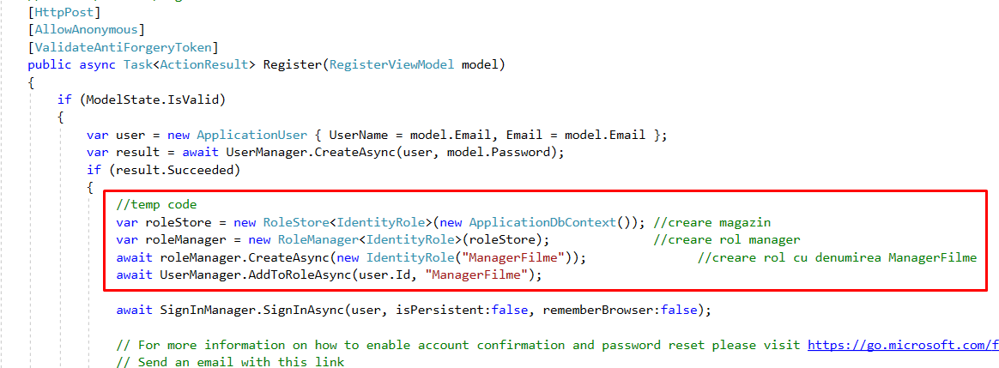 [HttpPost]
[AllowAnonymous]
[ValidateAntiForgeryToken]
public async Task<ActionResult> Register(RegisterViewModel model)
{
if (ModelState.IsValid)
{
var user = new ApplicationUser { UserName = model.Email, Email = model.Email };
var result = await UserManager.CreateAsync(user, model.Password);
if (result.Succeeded)
{
//temp code
var roleStore = new RoleStore<IdentityRole>(new ApplicationDbContext()); //creare magazin
var roleManager = new RoleManager<IdentityRole>(roleStore); //creare rol manager
await roleManager.CreateAsync(new IdentityRole("ManagerFilme")); //creare rol cu denumirea ManagerFilme
await UserManager.AddToRoleAsync(user.Id, "ManagerFilme");
await SignInManager.SignInAsync(user, isPersistent:false, rememberBrowser:false);
// For more information on how to enable account confirmation and password reset please visit https://go.microsoft.com/f
// Send an email with this link